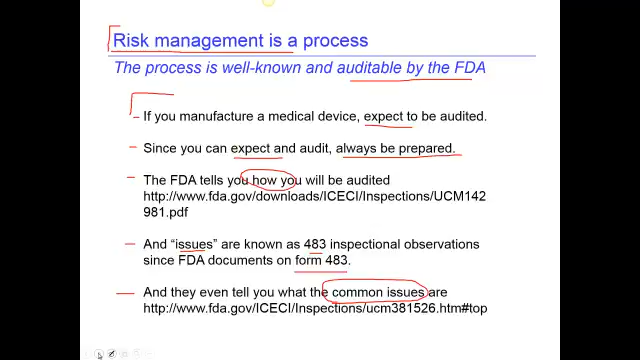 Risk management is a process
The process is well-known and auditable by the FDA
If you manufacture a medical device, expect to be audited.
Since you can expect and audit, always be prepared.
The FDA tells you how you will be audited
http://www.fda.gov/downloads/ICECI/Inspections/UCM142
981.pdf
And “issues” are known as 483 inspectional observations
since FDA documents on form 483.
And they even tell you what the common issues are
http://www.fda.gov/ICECI/Inspections/ucm381526.htm#top